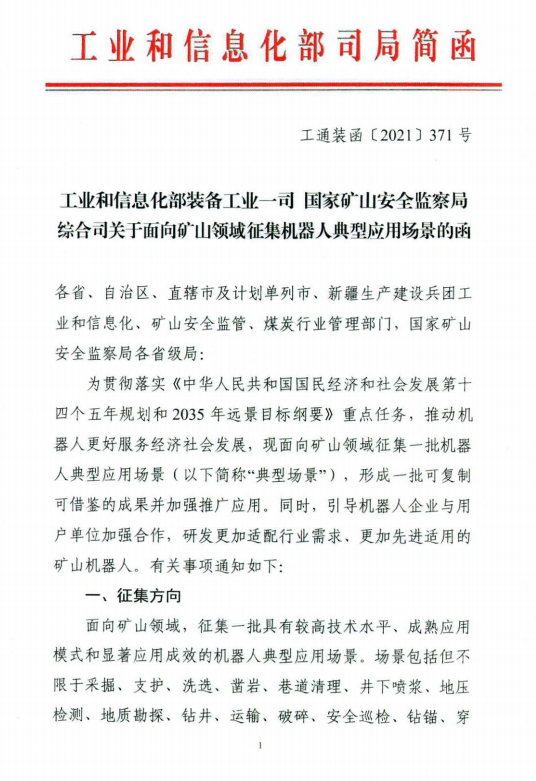 工业和信息化部司局简函
工通装函〔2021〕371号
工业和信息化部装备工业一司 国家矿山安全监察局
综合司关于面向矿山领域征集机器人典型应用场景的函
各省、自治区、直辖市及计划单列市、新疆生产建设兵团工
业和信息化、矿山安全监管、煤炭行业管理部门，国家矿山
安全监察局各省级局：
为贯彻落实《中华人民共和国国民经济和社会发展第十
四个五年规划和 2035 年远景目标纲要》重点任务，推动机
器人更好服务经济社会发展，现面向矿山领域征集一批机器
人典型应用场景（以下简称“典型场景”），形成一批可复制
可借鉴的成果并加强推广应用。同时，引导机器人企业与用
户单位加强合作，研发更加适配行业需求、更加先进适用的
矿山机器人。有关事项通知如下：
一、征集方向
面向矿山领域，征集一批具有较高技术水平、成熟应用
模式和显著应用成效的机器人典型应用场景。场景包括但不
限于采掘、支护、洗选、凿岩、巷道清理、井下喷浆、地压
检测、地质勘探、钻井、运输、破碎、安全巡检、钻锚、穿
1